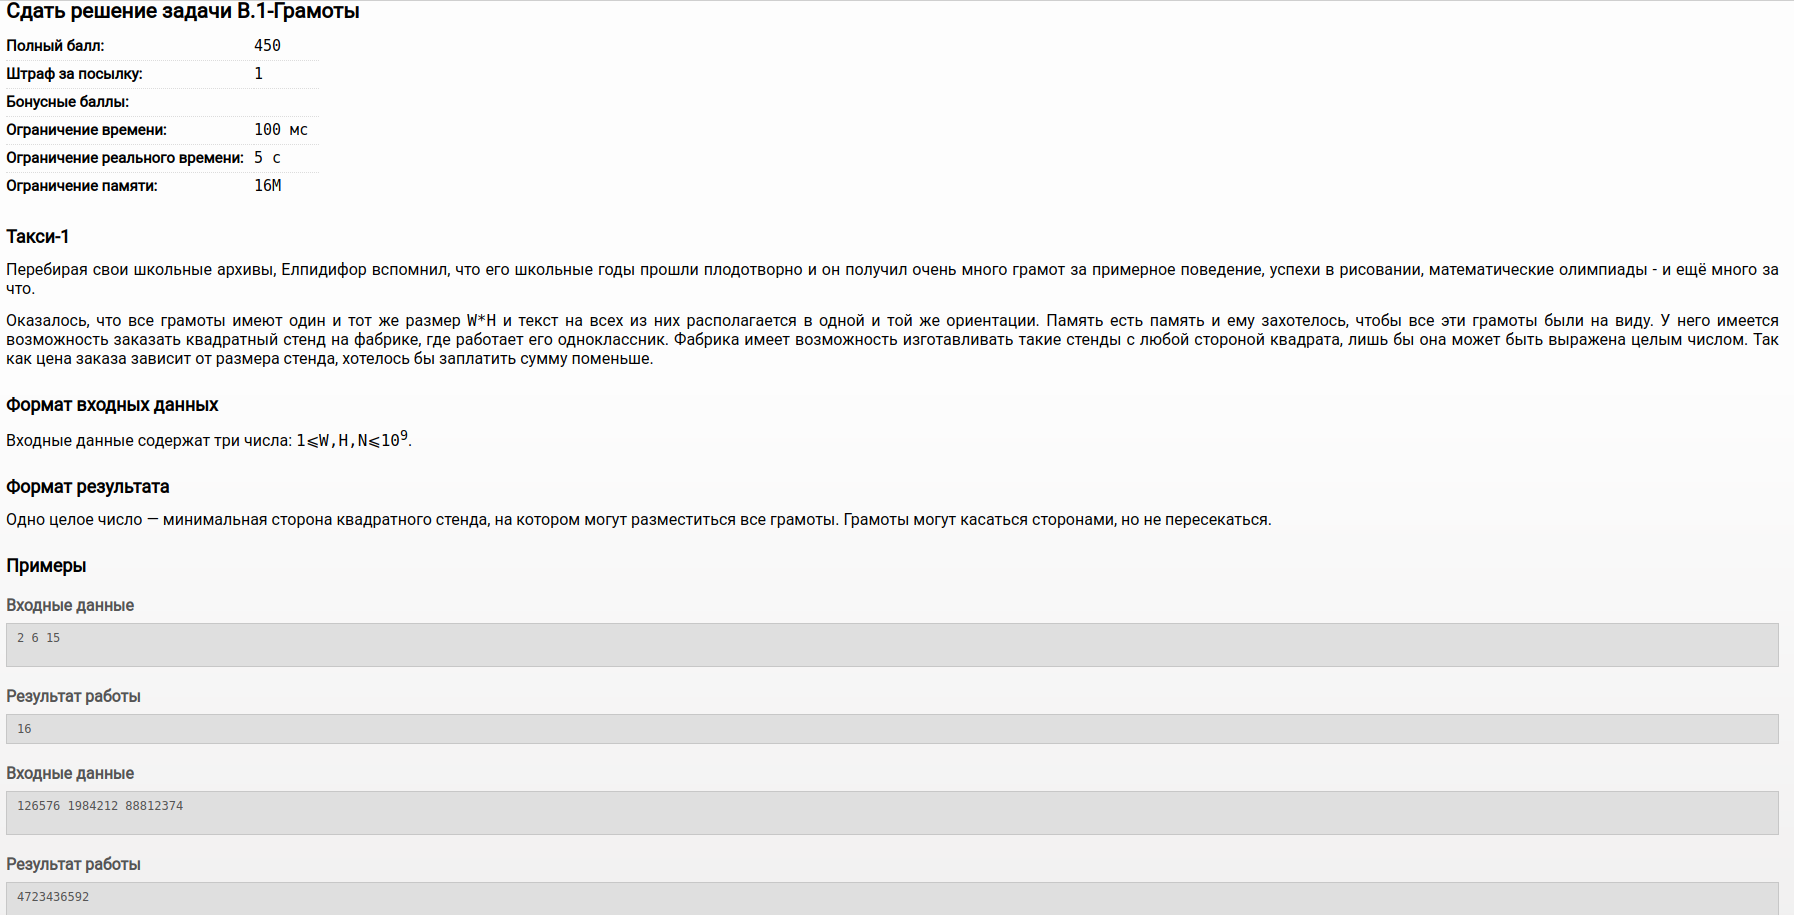 Сдать решение задачи B.1-Грамоты
Полный балл: 450
Штраф за посылку: 1
Бонусные баллы:
Ограничение времени: 100 мс
Ограничение реального времени: 5 с
Ограничение памяти: 16M
Такси-1
Перебирая свои школьные архивы, Елпидифор вспомнил, что его школьные годы прошли плодотворно и он получил очень много грамот за примерное поведение, успехи в рисовании, математические олимпиады - и ещё много за
что.
Оказалось, что все грамоты имеют один и тот же размер W*H и текст на всех из них располагается в одной и той же ориентации. Память есть память и ему захотелось, чтобы все эти грамоты были на виду. У него имеется
возможность заказать квадратный стенд на фабрике, где работает его одноклассник. Фабрика имеет возможность изготавливать такие стенды с любой стороной квадрата, лишь бы она может быть выражена целым числом. Так
как цена заказа зависит от размера стенда, хотелось бы заплатить сумму поменьше.
Формат входных данных
Входные данные содержат три числа: 1⩽W,H,N⩽10⁹.
Формат результата
Одно целое число — минимальная сторона квадратного стенда, на котором могут разместиться все грамоты. Грамоты могут касаться сторонами, но не пересекаться.
Примеры
Входные данные
2 6 15
Результат работы
16
Входные данные
126576 1984212 88812374
Результат работы
4723436592